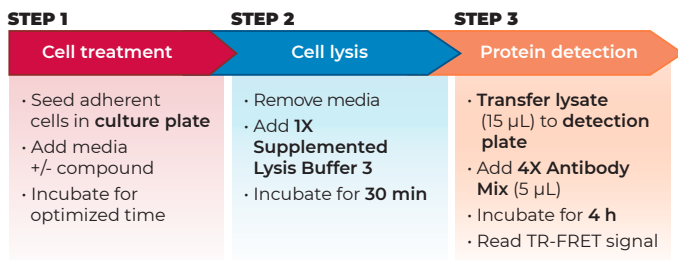 STEP 1
Cell treatment
· Seed adherent
cells in culture plate
· Add media
+/- compound
· Incubate for
optimized time
STEP 2
Cell lysis
· Remove media
· Add 1X
Supplemented
Lysis Buffer 3
· Incubate for 30 min
STEP 3
Protein detection
· Transfer lysate
(15 µL) to detection
plate
· Add 4X Antibody
Mix (5 µL)
· Incubate for 4 h
· Read TR-FRET signal